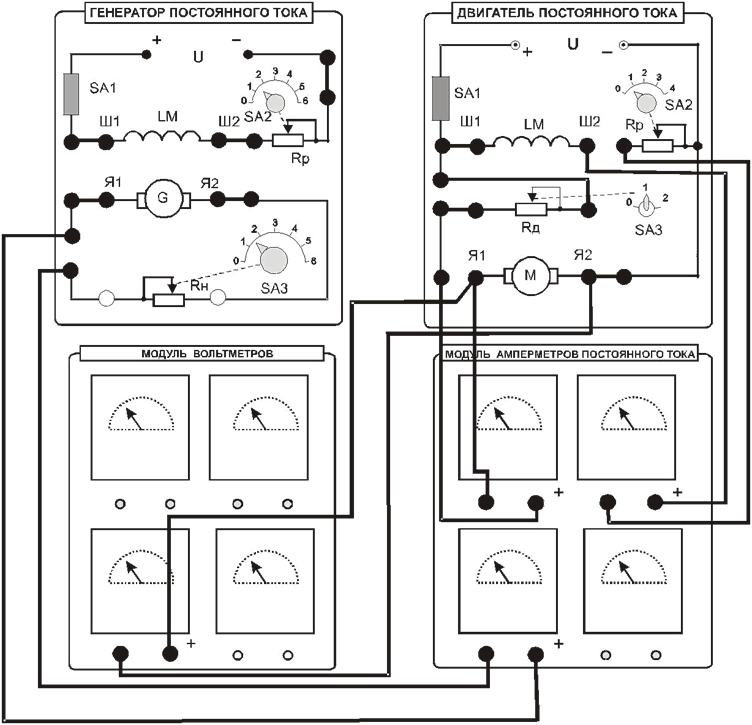 ГЕНЕРАТОР ПОСТОЯННОГО ТОКА
+ U −
SA1
0 1 2 3 4 5 6
SA2
Ш1 LM Ш2
Rр
Я1 G Я2
0 1 2 3 4 5 6
Rн
SA3
ДВИГАТЕЛЬ ПОСТОЯННОГО ТОКА
+ U −
SA1
0 1 2 3 4
SA2
Ш1 LM Ш2 Rр
0 1 2
Rд
SA3
Я1 M Я2
МОДУЛЬ ВОЛЬТМЕТРОВ
+
МОДУЛЬ АМПЕРМЕТРОВ ПОСТОЯННОГО ТОКА
+ +
+